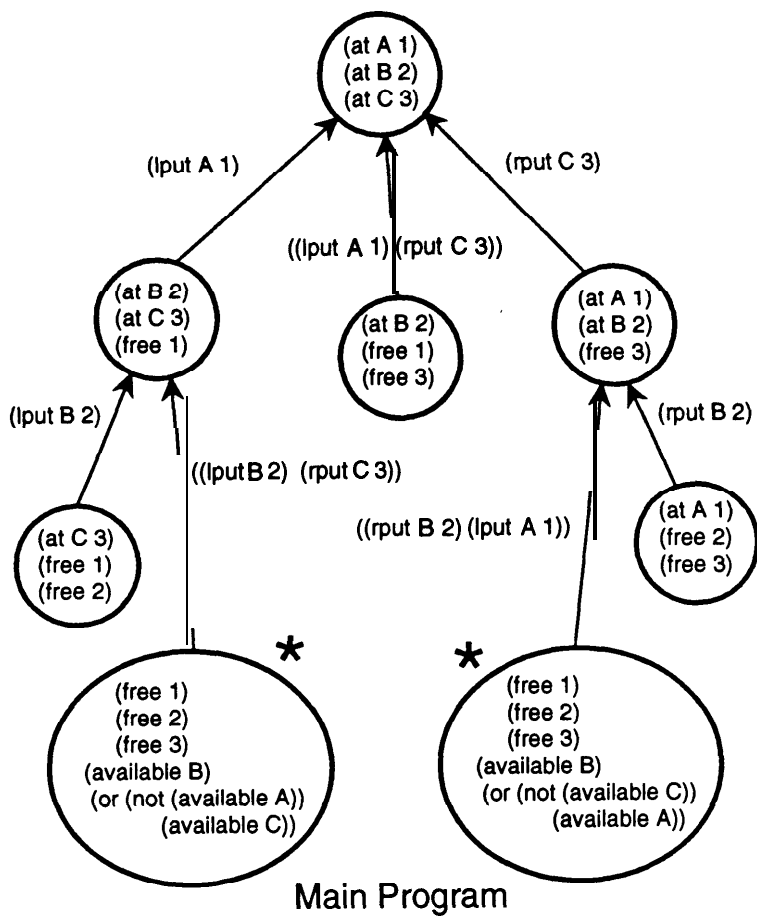 (at A 1)
(at B 2)
(at C 3)
(lput A 1)
(rput C 3)
((lput A 1) (rput C 3))
(at B 2)
(at C 3)
(free 1)
(at B 2)
(free 1)
(free 3)
(at A 1)
(at B 2)
(free 3)
(lput B 2)
(rput B 2)
((lput B 2) (rput C 3))
((rput B 2) (lput A 1))
(at C 3)
(free 1)
(free 2)
(at A 1)
(free 2)
(free 3)
*
(free 1)
(free 2)
(free 3)
(available B)
(or (not (available A))
(available C))
*
(free 1)
(free 2)
(free 3)
(available B)
(or (not (available C))
(available A))
Main Program